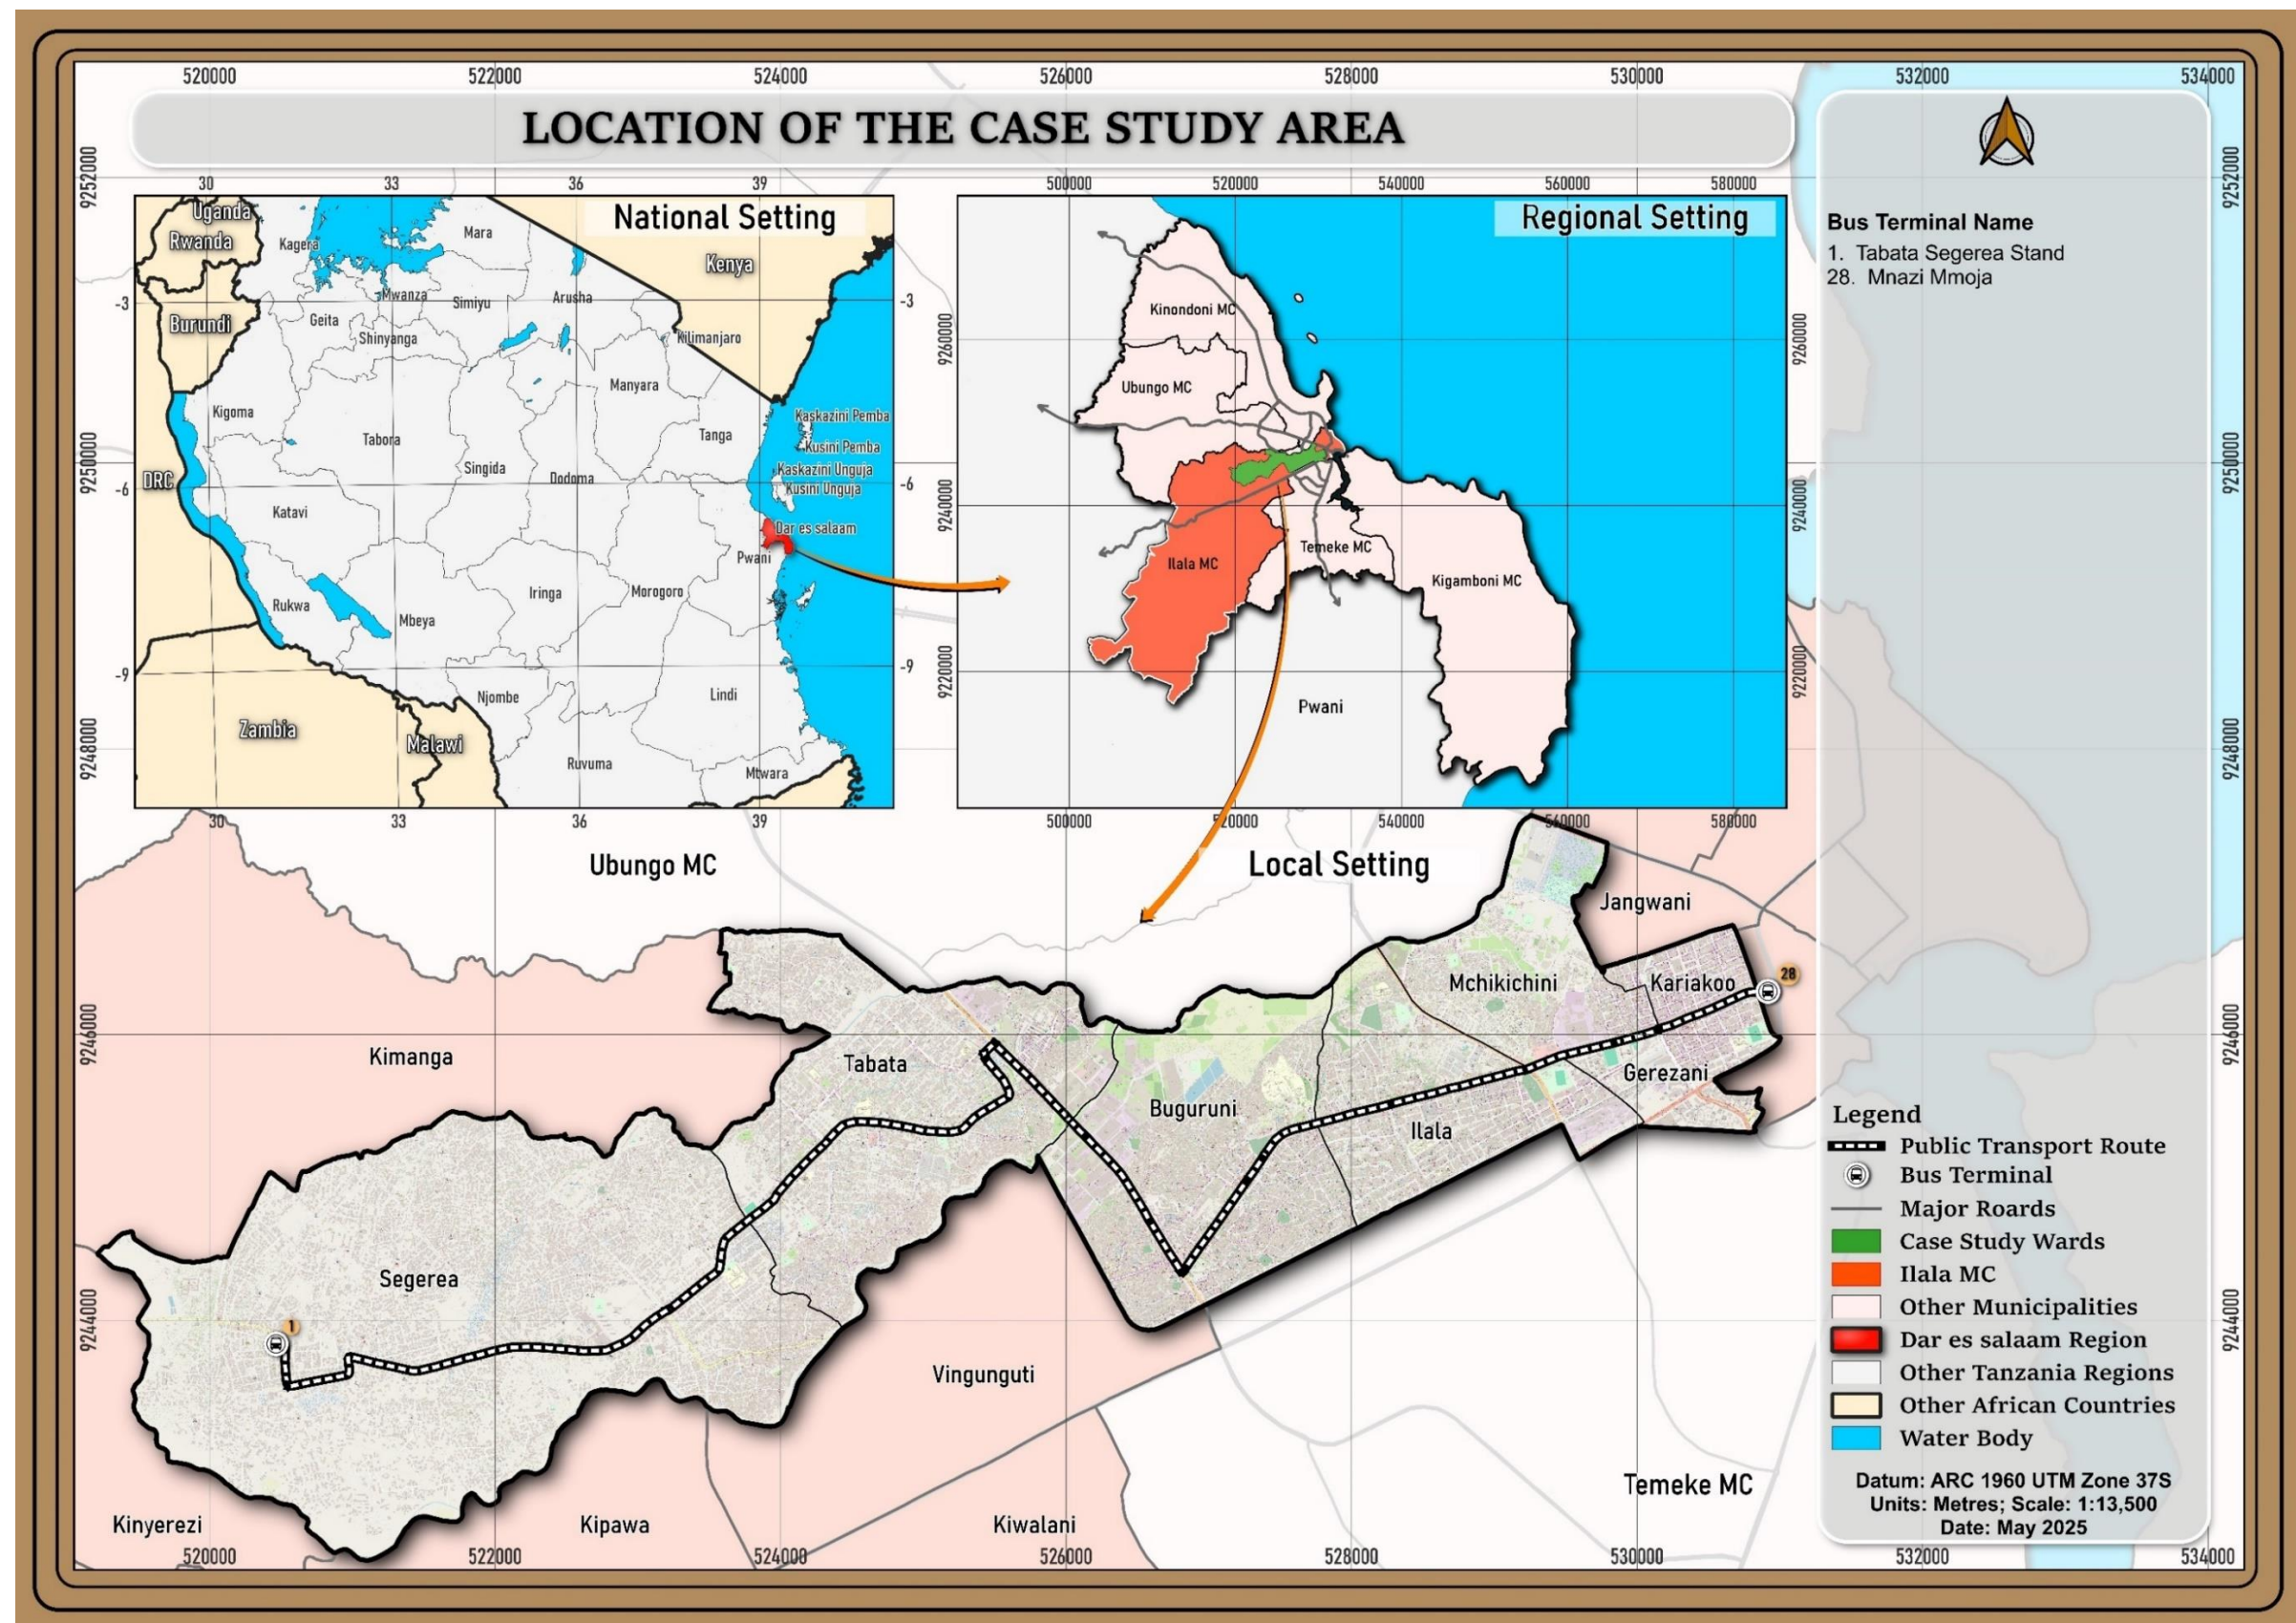 520000 522000 524000 526000 528000 530000 532000 534000
LOCATION OF THE CASE STUDY AREA
9252000
9250000
9248000
9246000
9244000
30 33 36 39
National Setting
Uganda
Rwanda
Kagera
Mara
Kenya
-3
-3
Mwanza
Simiyu
Arusha
Burundi
Geita
Shinyanga
Kilimanjaro
Manyara
Kigoma
Tabora
Tanga
Kaskazini Pemba
Kusini Pemba
Singida
Dodoma
Kaskazini Unguja
Kusini Unguja
DRC
-6
-6
Katavi
Dar es salaam
Pwani
Rukwa
Mbeya
Iringa
Morogoro
-9
-9
Njombe
Lindi
Zambia
Malawi
Ruvuma
Mtwara
30 33 36 39
500000 520000 540000 560000 580000
Regional Setting
9260000
9240000
9220000
Kinondoni MC
Ubungo MC
Ilala MC
Temeke MC
Kigamboni MC
Pwani
9260000
9240000
9220000
500000 520000 540000 560000 580000
Ubungo MC
Local Setting
Jangwani
Mchikichini
Kariakoo
28
Kimanga
Tabata
Gerezani
Buguruni
Ilala
Segerea
1
Vingunguti
Temeke MC
Kinyerezi
Kipawa
Kiwalani
520000 522000 524000 526000 528000 530000 532000 534000
Bus Terminal Name
1. Tabata Segerea Stand
28. Mnazi Mmoja
Legend
Public Transport Route
Bus Terminal
Major Roards
Case Study Wards
Ilala MC
Other Municipalities
Dar es salaam Region
Other Tanzania Regions
Other African Countries
Water Body
Datum: ARC 1960 UTM Zone 37S
Units: Metres; Scale: 1:13,500
Date: May 2025
9252000
9250000
9248000
9246000
9244000